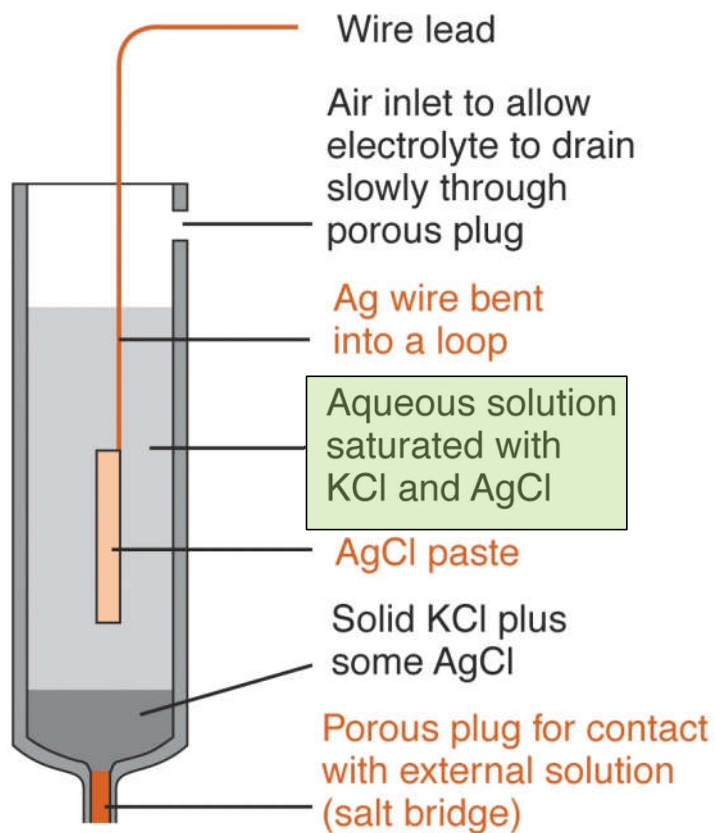 Wire lead
Air inlet to allow
electrolyte to drain
slowly through
porous plug
Ag wire bent
into a loop
Aqueous solution
saturated with
KCl and AgCl
AgCl paste
Solid KCl plus
some AgCl
Porous plug for contact
with external solution
(salt bridge)